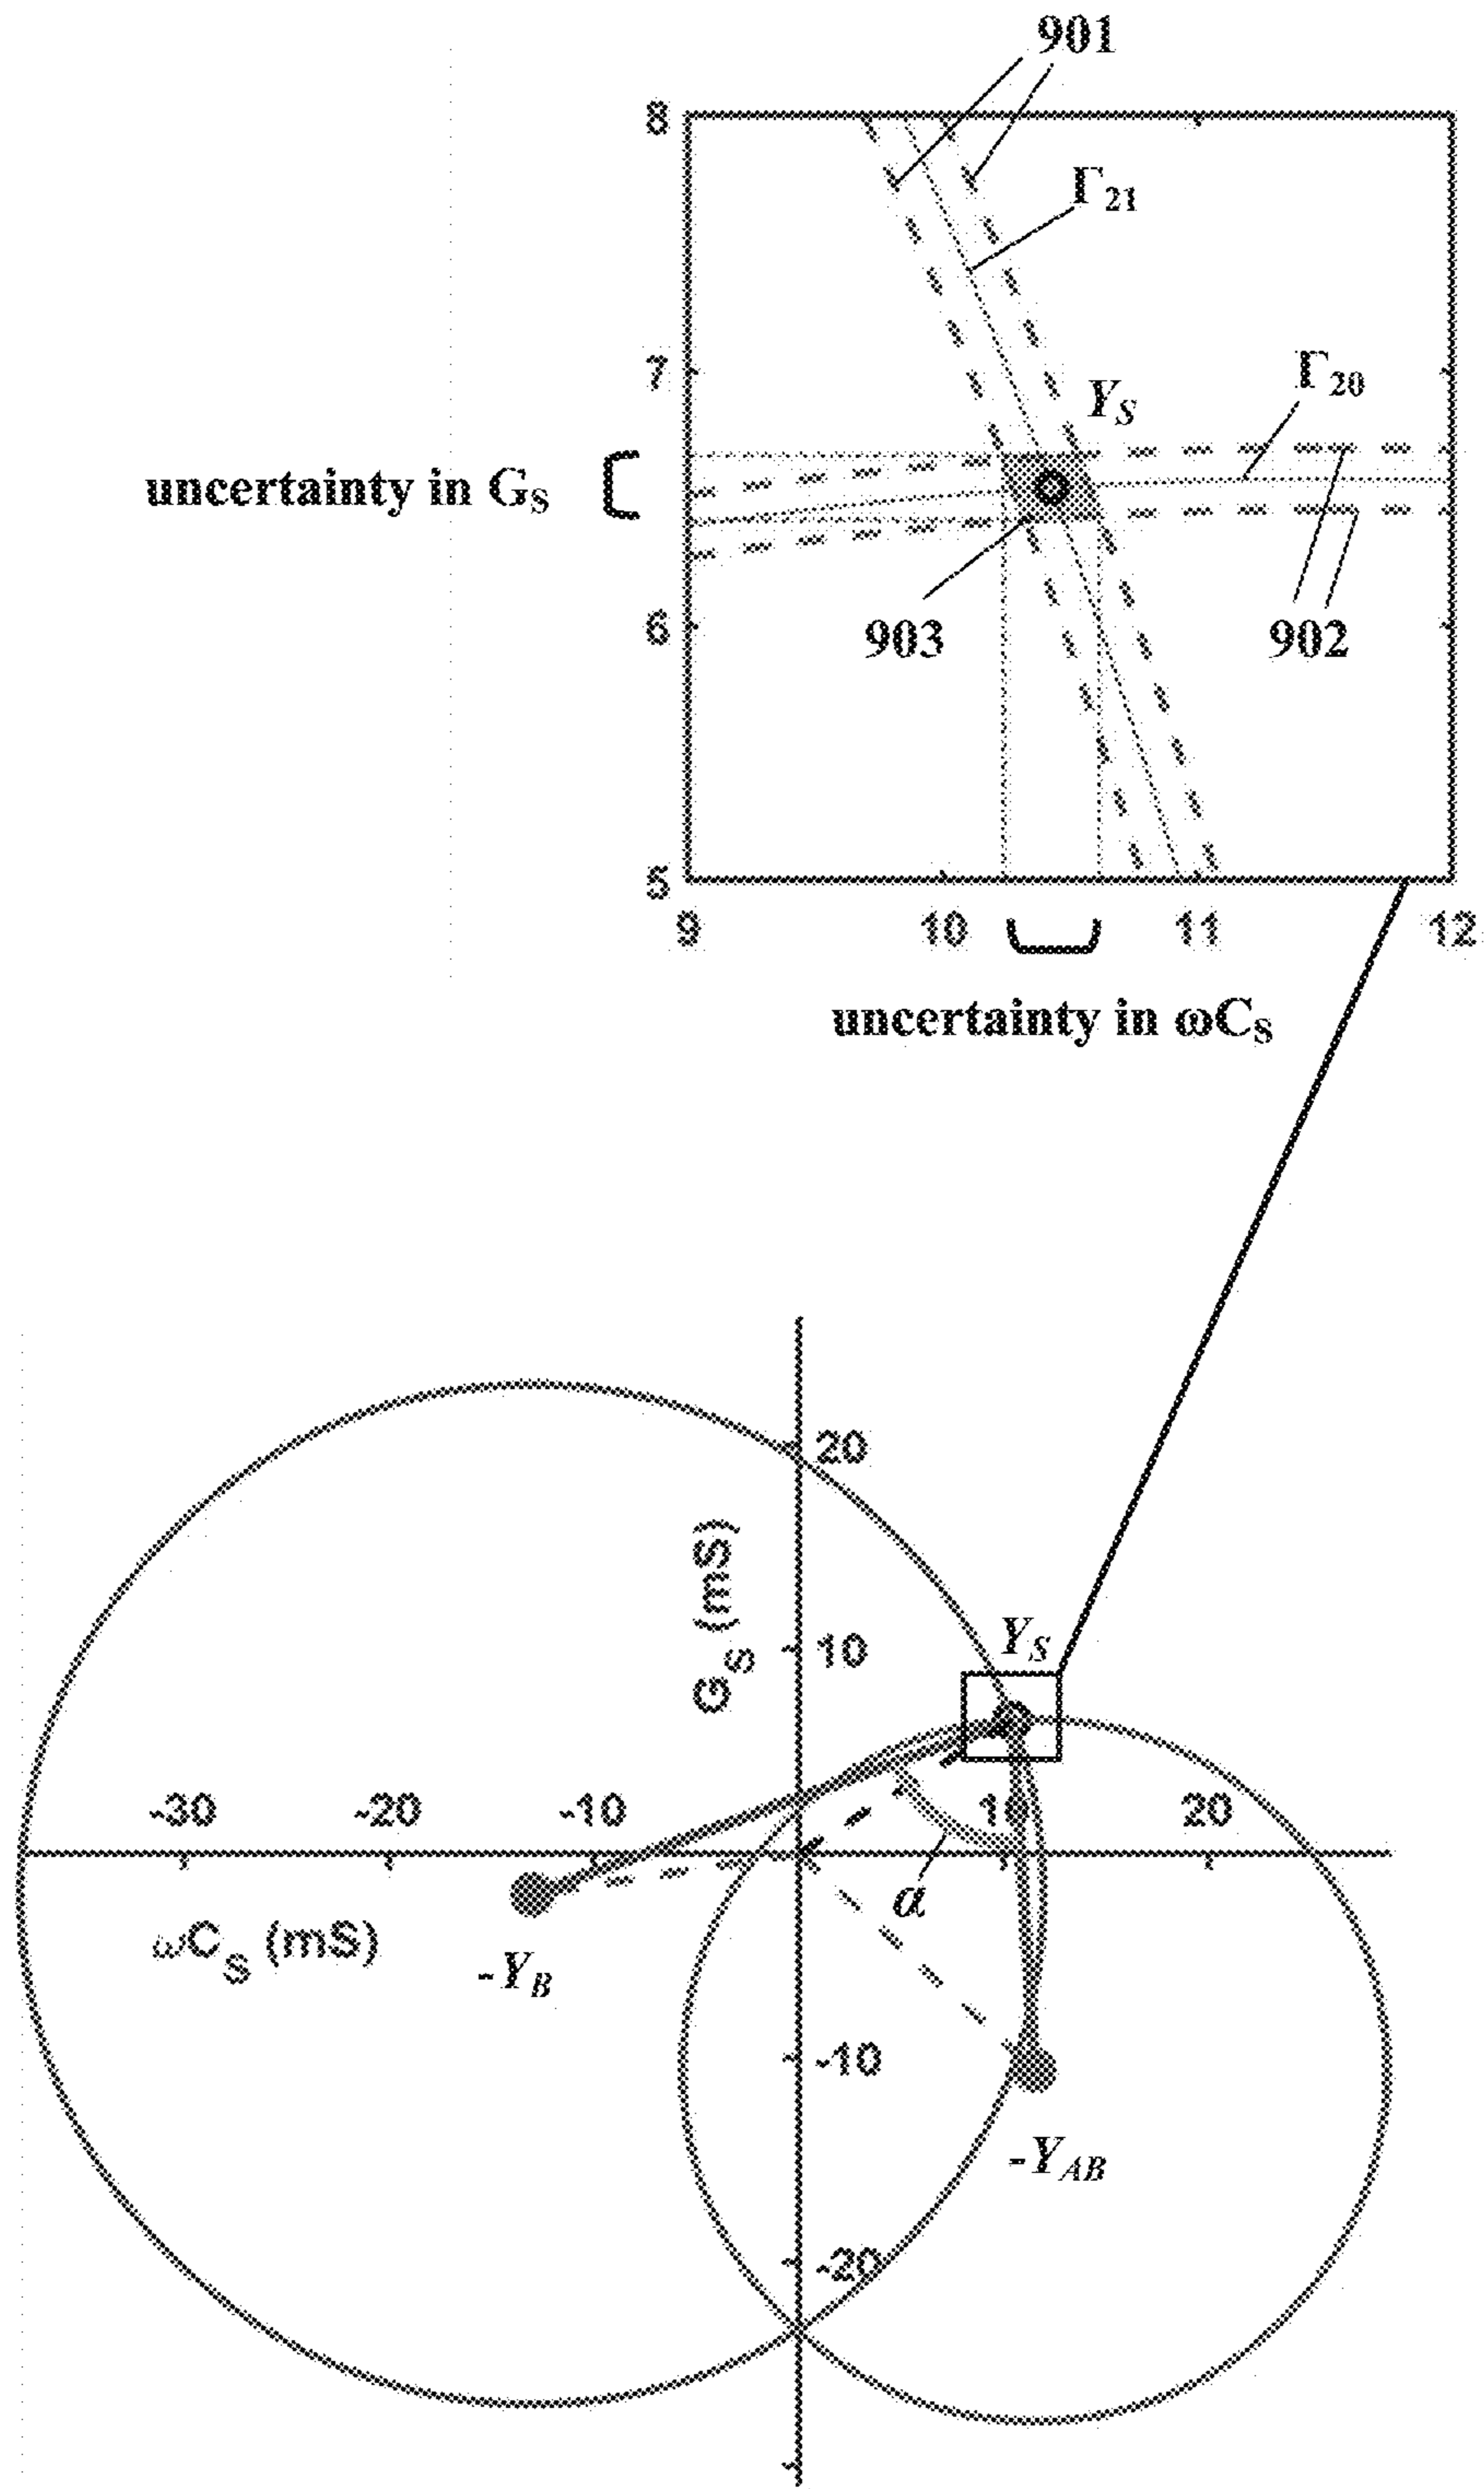 901
8
Γ21
7
Γ20
YS
uncertainty in GS
6
903
902
5
9
10
11
12
uncertainty in ωCS
20
GS (mS)
10
YS
-30
-20
-10
10
20
α
ωCS (mS)
-YB
-10
-YAB
-20